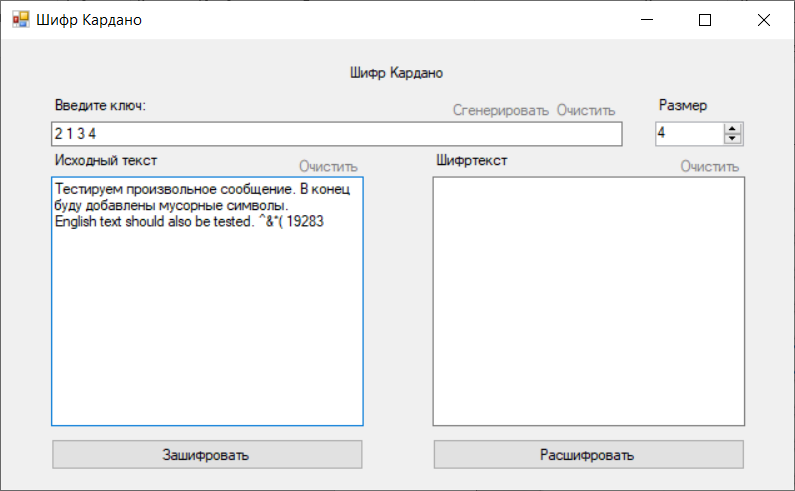 Шифр Кардано
Шифр Кардано
Введите ключ:
Сгенерировать Очистить
Размер
2 1 3 4
4
Исходный текст
Очистить
Шифртекст
Очистить
Тестируем произвольное сообщение. В конец
буду добавлены мусорные символы.
English text should also be tested. ^&*( 19283
Зашифровать
Расшифровать